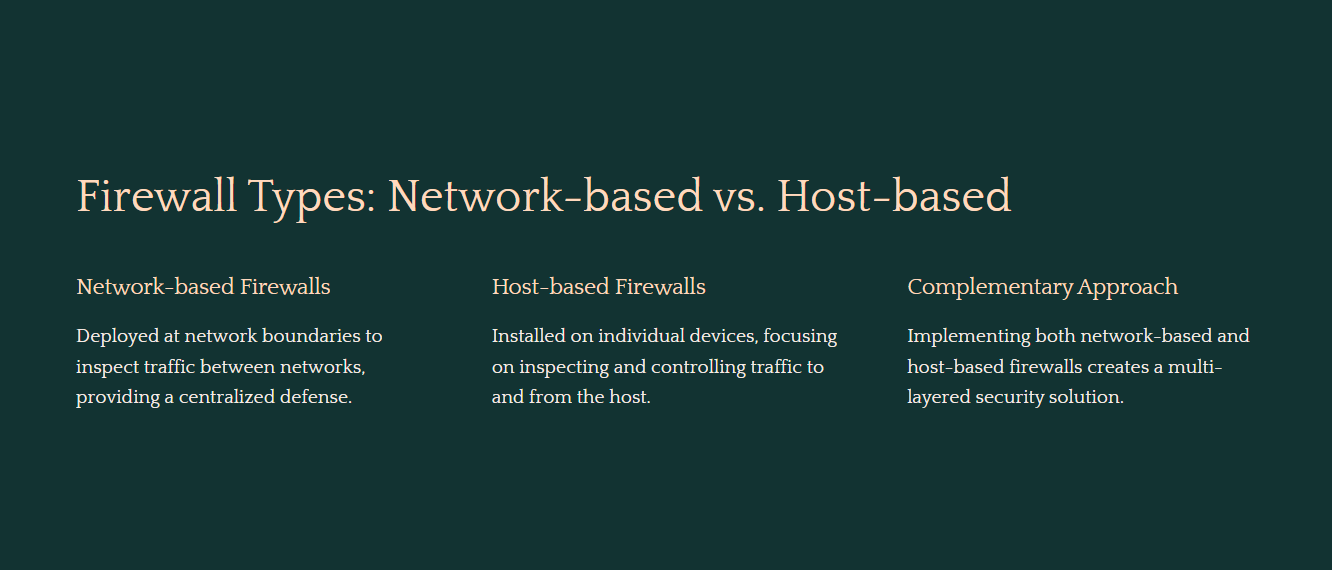 Firewall Types: Network-based vs. Host-based
Network-based Firewalls
Deployed at network boundaries to
inspect traffic between networks,
providing a centralized defense.
Host-based Firewalls
Installed on individual devices, focusing
on inspecting and controlling traffic to
and from the host.
Complementary Approach
Implementing both network-based and
host-based firewalls creates a multi-
layered security solution.